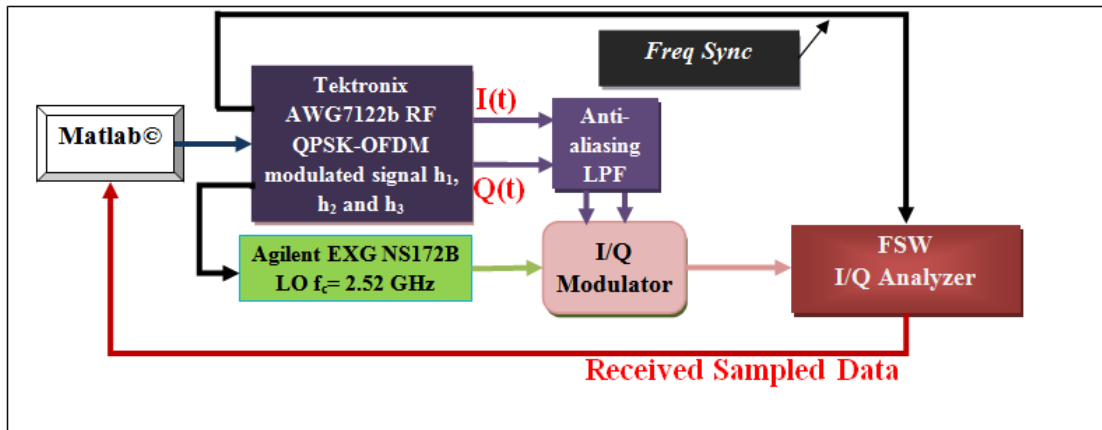 Freq Sync
Tektronix
AWG7122b RF
QPSK-OFDM
modulated signal h₁,
h₂ and h₃
I(t)
Q(t)
Matlab©
Anti-
aliasing
LPF
Agilent EXG NS172B
LO f_c= 2.52 GHz
I/Q
Modulator
FSW
I/Q Analyzer
Received Sampled Data